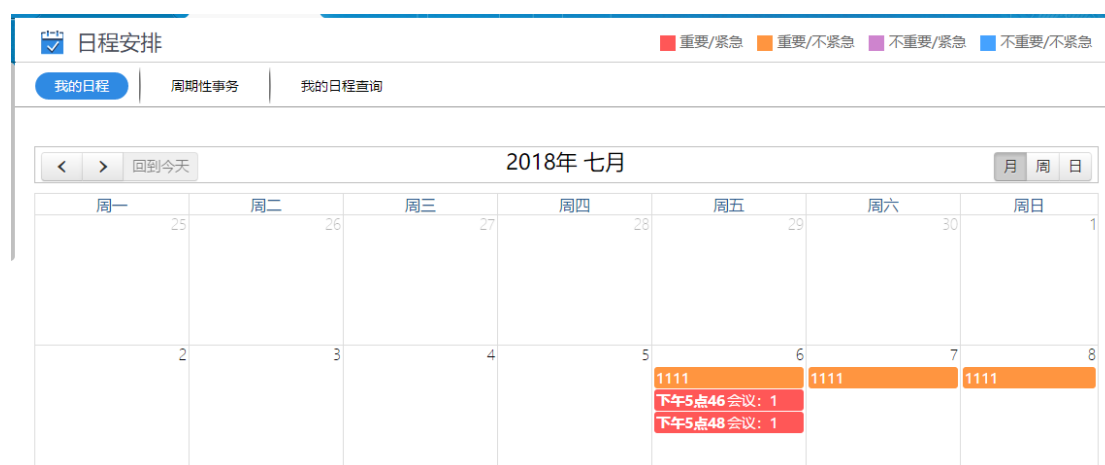 日程安排 重要/紧急 重要/不紧急 不重要/紧急 不重要/不紧急
我的日程 周期性事务 我的日程查询
回到今天 2018年 七月 月 周 日
周一 周二 周三 周四 周五 周六 周日
25 26 27 28 29 30 1
2 3 4 5 6 7 8
1111 1111 1111
下午5点46 会议：1
下午5点48 会议：1